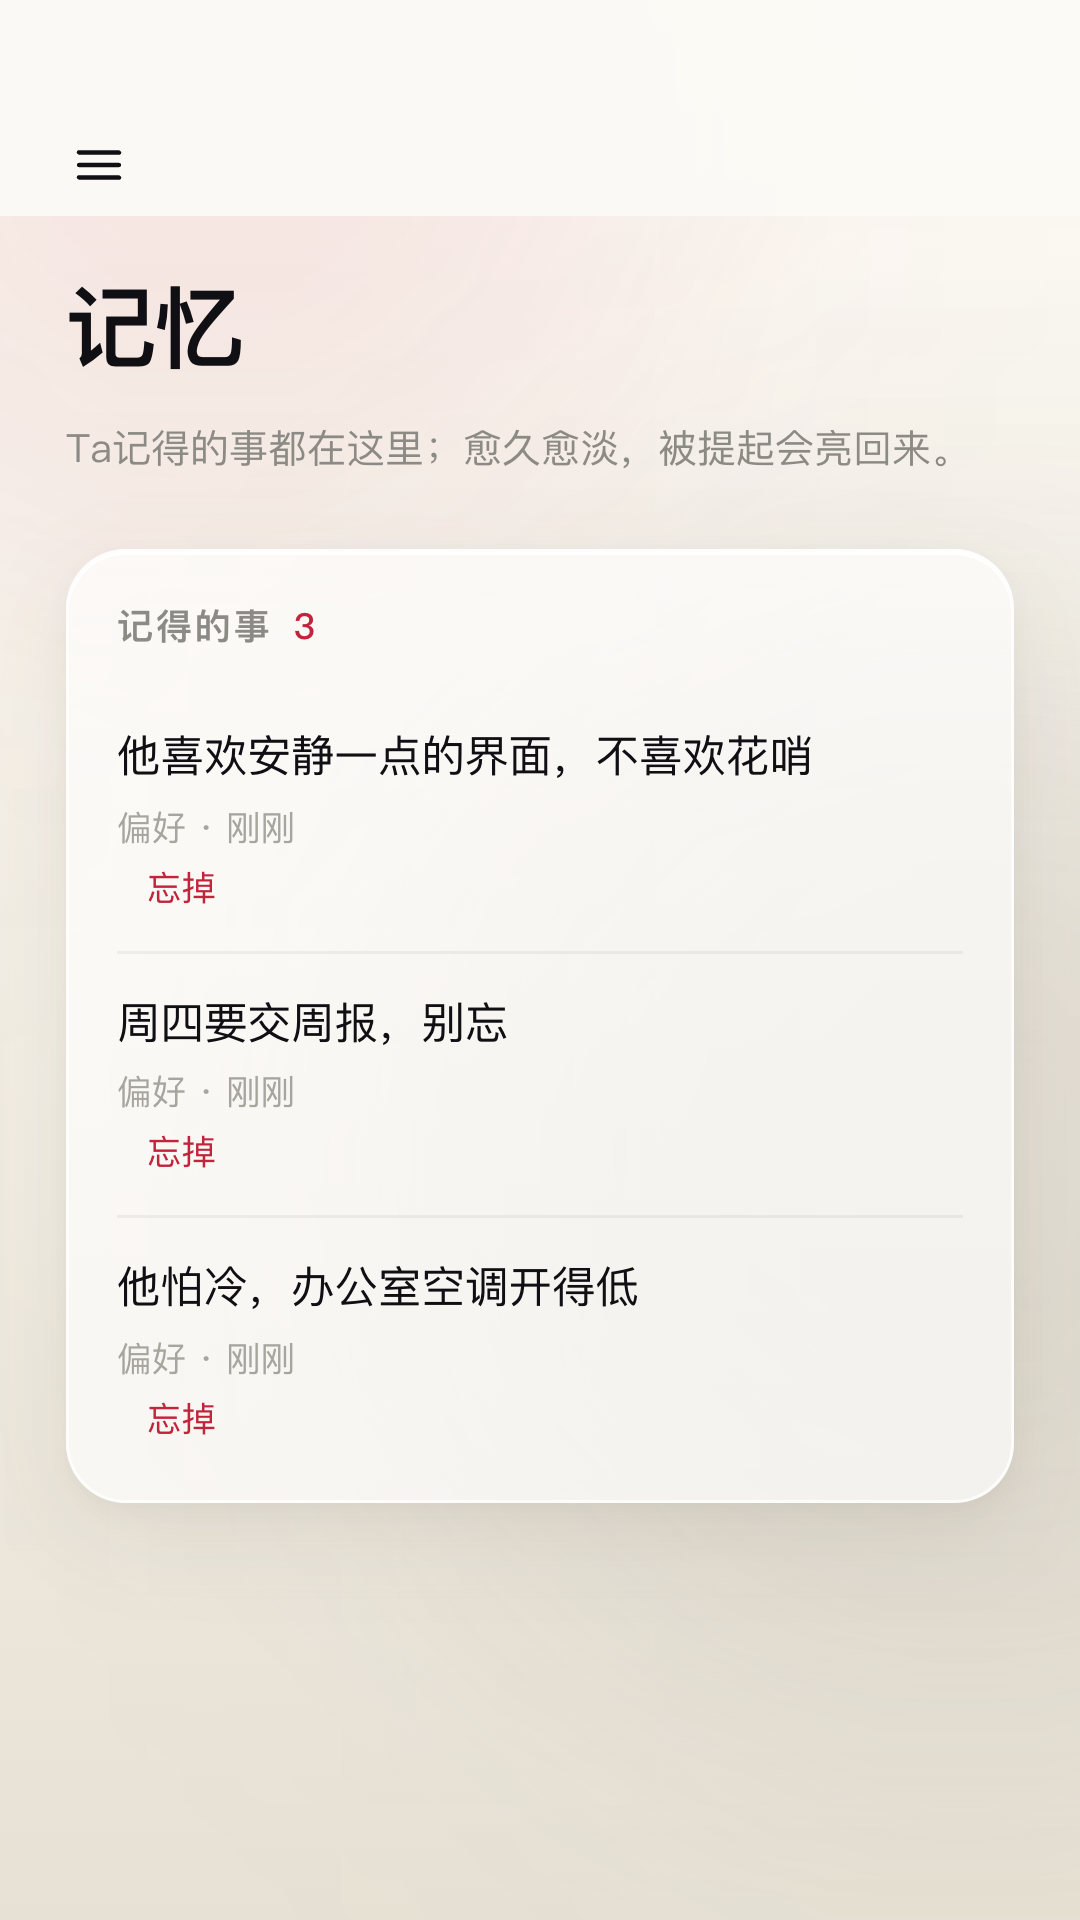 记忆
Ta记得的事都在这里；愈久愈淡，被提起会亮回来。
记得的事 3
他喜欢安静一点的界面，不喜欢花哨
偏好 · 刚刚
忘掉
周四要交周报，别忘
偏好 · 刚刚
忘掉
他怕冷，办公室空调开得低
偏好 · 刚刚
忘掉